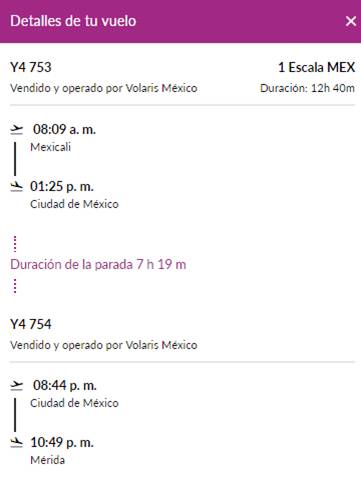 Detalles de tu vuelo ×
Y4 753 1 Escala MEX
Vendido y operado por Volaris México Duración: 12h 40m
08:09 a. m.
Mexicali
01:25 p. m.
Ciudad de México
Duración de la parada 7 h 19 m
Y4 754
Vendido y operado por Volaris México
08:44 p. m.
Ciudad de México
10:49 p. m.
Mérida